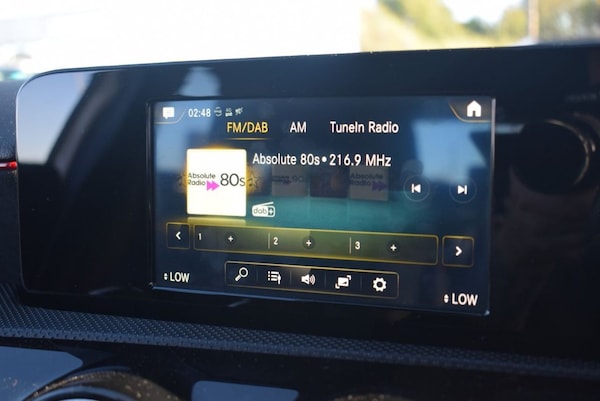 02:48
FM/DAB AM TuneIn Radio
Absolute 80s • 216.9 MHz
Absolute
Radio 80s
dab+
1 + 2 + 3 +
LOW
LOW